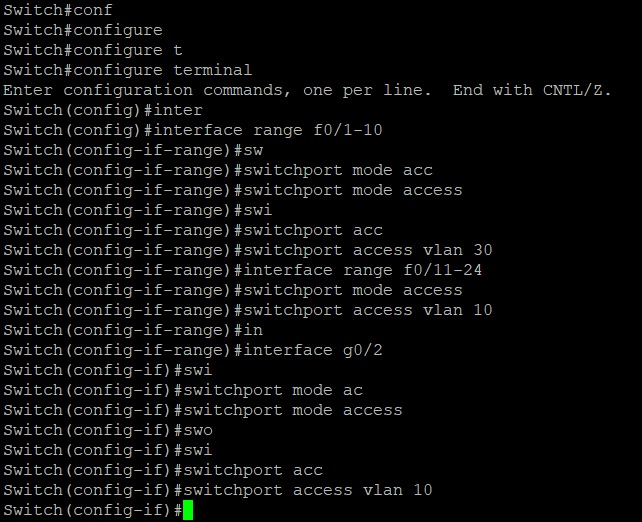 Switch#conf
Switch#configure
Switch#configure t
Switch#configure terminal
Enter configuration commands, one per line.  End with CNTL/Z.
Switch(config)#inter
Switch(config)#interface range f0/1-10
Switch(config-if-range)#sw
Switch(config-if-range)#switchport mode acc
Switch(config-if-range)#switchport mode access
Switch(config-if-range)#swi
Switch(config-if-range)#switchport acc
Switch(config-if-range)#switchport access vlan 30
Switch(config-if-range)#interface range f0/11-24
Switch(config-if-range)#switchport mode access
Switch(config-if-range)#switchport access vlan 10
Switch(config-if-range)#in
Switch(config-if-range)#interface g0/2
Switch(config-if)#swi
Switch(config-if)#switchport mode ac
Switch(config-if)#switchport mode access
Switch(config-if)#swo
Switch(config-if)#swi
Switch(config-if)#switchport acc
Switch(config-if)#switchport access vlan 10
Switch(config-if)#